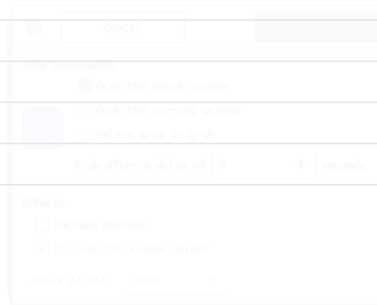 Cancel
Take Screenshot
Grab the whole screen
Grab the current window
Select area to grab
Grab after a delay of 0 + seconds
Effects
Include pointer
Include the window border
Apply effect: None